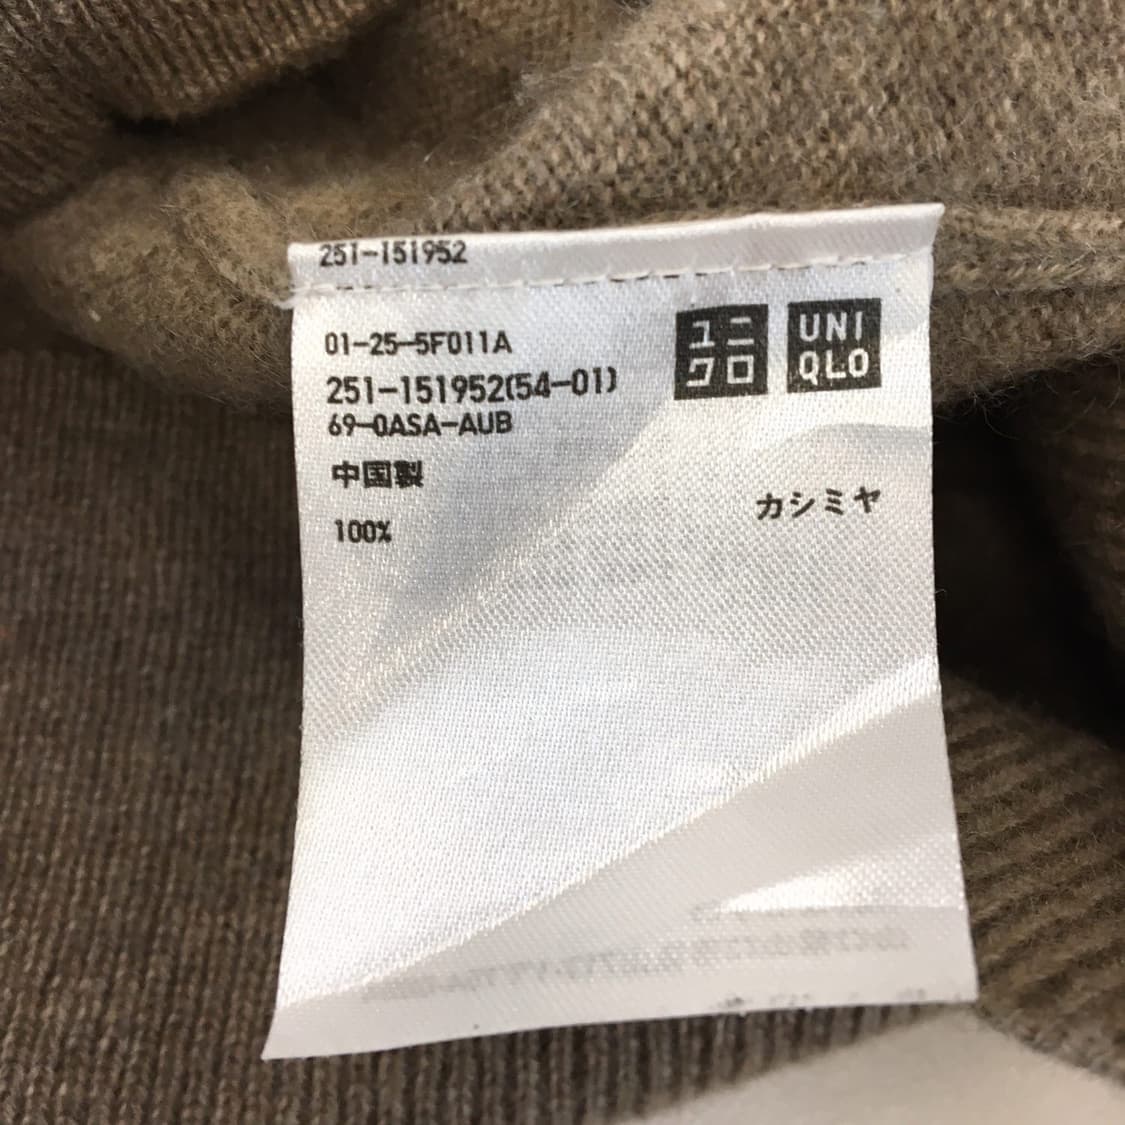 251-151952
01-25-5F011A
ユニ
クロ
UNI
QLO
251-151952(54-01)
69-0ASA-AUB
中国製
カシミヤ
100%